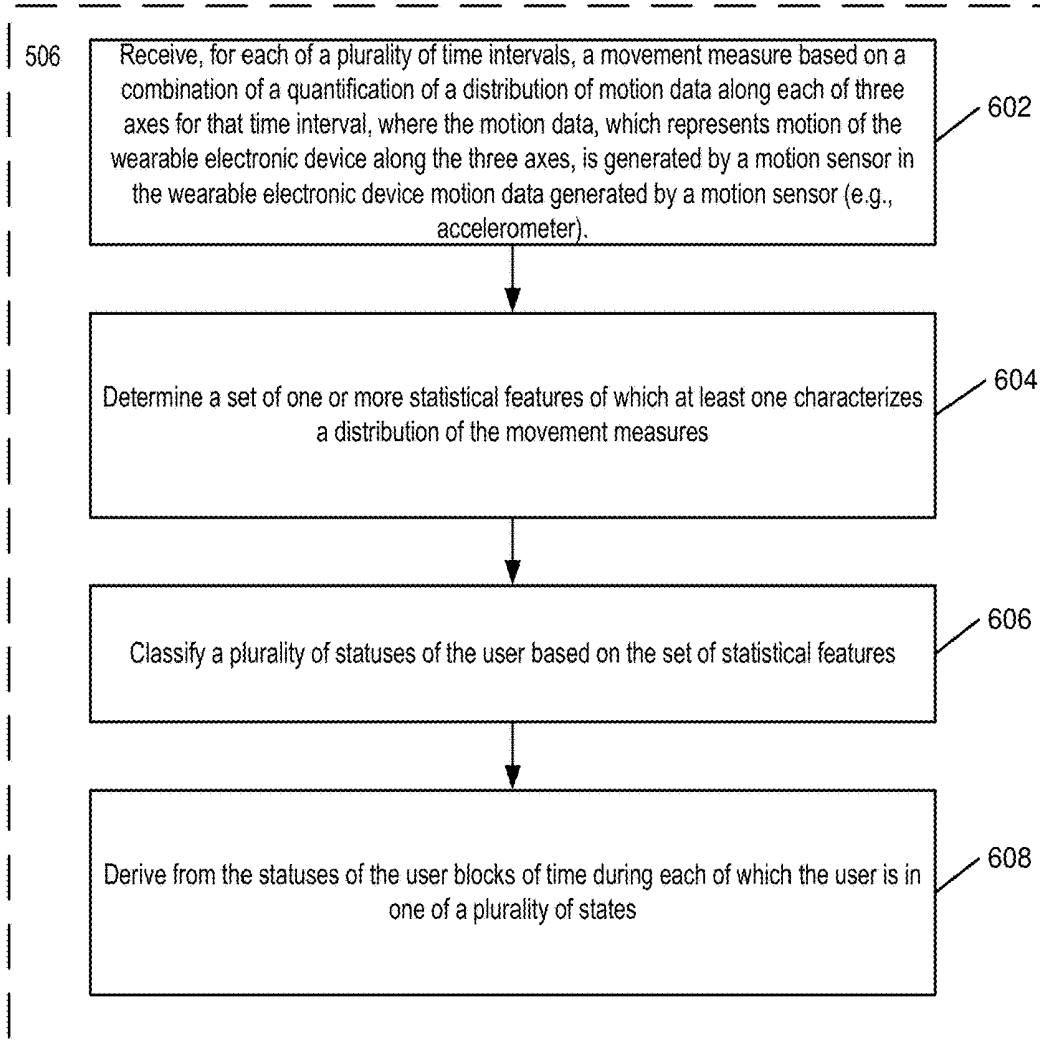 506
Receive, for each of a plurality of time intervals, a movement measure based on a
combination of a quantification of a distribution of motion data along each of three
axes for that time interval, where the motion data, which represents motion of the
wearable electronic device along the three axes, is generated by a motion sensor in
the wearable electronic device motion data generated by a motion sensor (e.g.,
accelerometer).
602
Determine a set of one or more statistical features of which at least one characterizes
a distribution of the movement measures
604
Classify a plurality of statuses of the user based on the set of statistical features
606
Derive from the statuses of the user blocks of time during each of which the user is in
one of a plurality of states
608